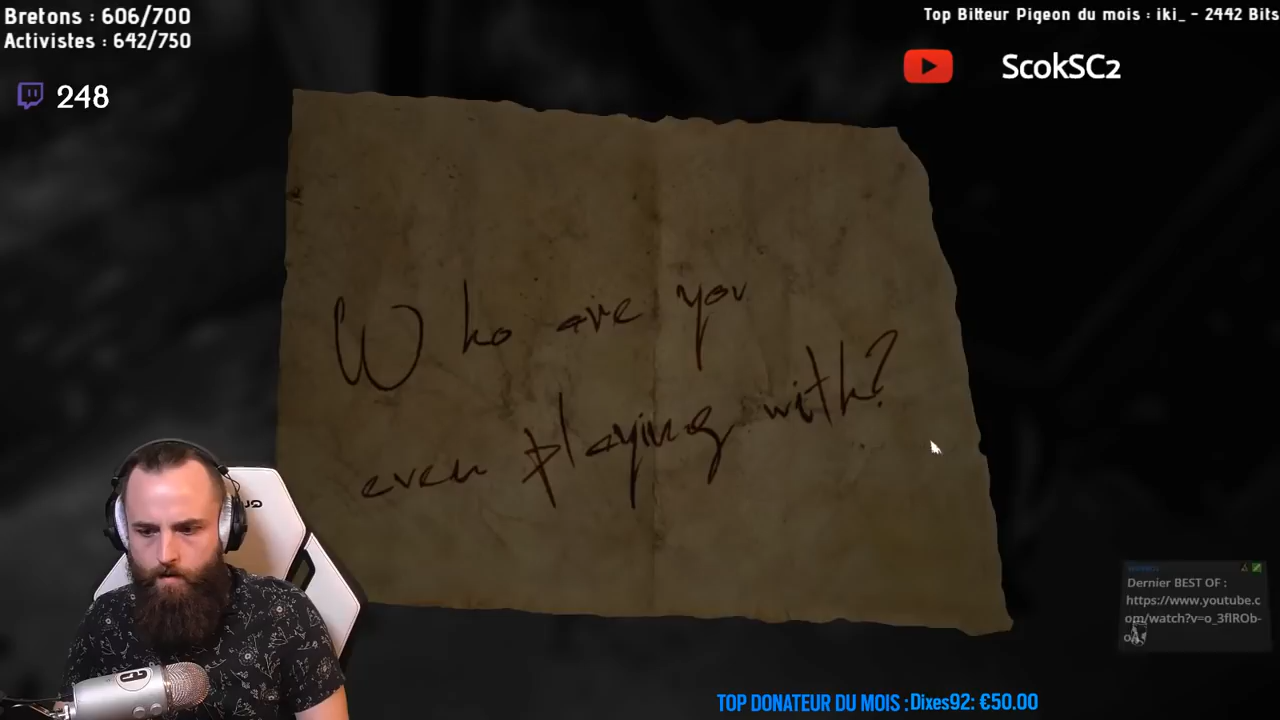 Bretons : 606/700
Activistes : 642/750
248
Top Bitteur Pigeon du mois : iki_ - 2442 Bits
ScokSC2
Who are you
even playing with?
Dernier BEST OF :
https://www.youtube.c
om/watch?v=o_3flROb-
TOP DONATEUR DU MOIS : Dixes92: €50.00